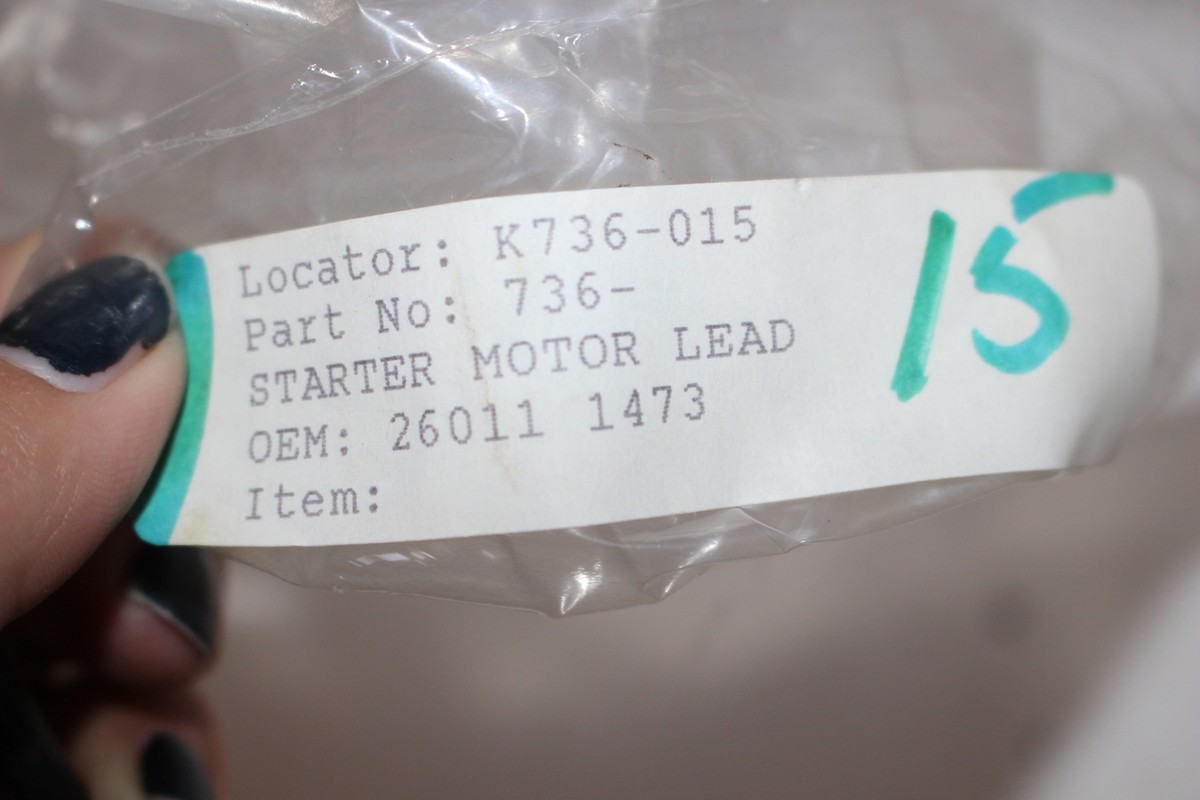 Locator: K736-015
Part No: 736-
STARTER MOTOR LEAD
OEM: 26011 1473
Item:
15